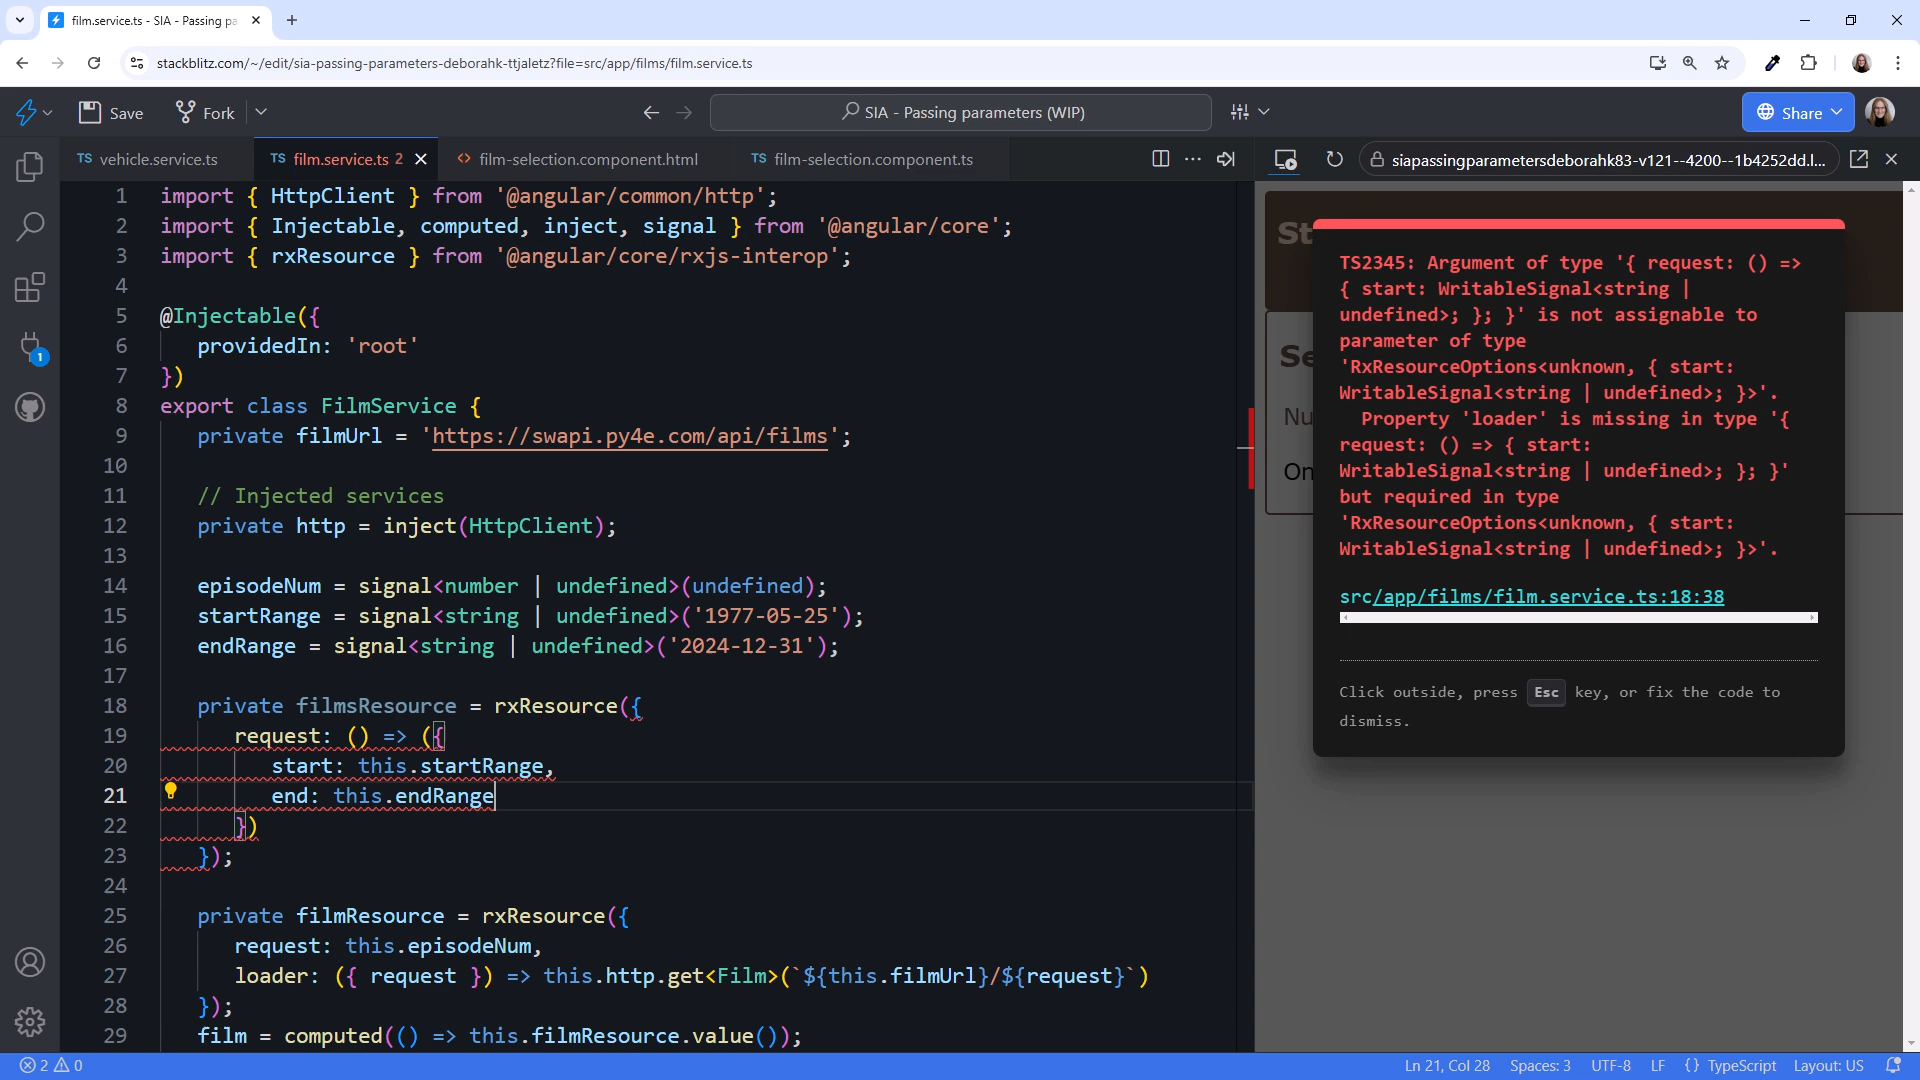 film.service.ts - SIA - Passing pa
stackblitz.com/~/edit/sia-passing-parameters-deborahk-ttjaletz?file=src/app/films/film.service.ts
Save
Fork
SIA - Passing parameters (WIP)
Share
TS vehicle.service.ts
TS film.service.ts 2
<> film-selection.component.html
TS film-selection.component.ts
siapassingparametersdeborahk83-v121--4200--1b4252dd.l...
1
1 import { HttpClient } from '@angular/common/http';
2 import { Injectable, computed, inject, signal } from '@angular/core';
3 import { rxResource } from '@angular/core/rxjs-interop';
4
5 @Injectable({
6 providedIn: 'root'
7 })
8 export class FilmService {
9 private filmUrl = 'https://swapi.py4e.com/api/films';
10
11 // Injected services
12 private http = inject(HttpClient);
13
14 episodeNum = signal<number | undefined>(undefined);
15 startRange = signal<string | undefined>('1977-05-25');
16 endRange = signal<string | undefined>('2024-12-31');
17
18 private filmsResource = rxResource({
19 request: () => ({
20 start: this.startRange,
21 end: this.endRange
22 })
23 });
24
25 private filmResource = rxResource({
26 request: this.episodeNum,
27 loader: ({ request }) => this.http.get<Film>(`${this.filmUrl}/${request}`)
28 });
29 film = computed(() => this.filmResource.value());
St
Se
Nu
On
TS2345: Argument of type '{ request: () =>
{ start: WritableSignal<string |
undefined>; }; }' is not assignable to
parameter of type
'RxResourceOptions<unknown, { start:
WritableSignal<string | undefined>; }>'.
Property 'loader' is missing in type '{
request: () => { start:
WritableSignal<string | undefined>; }; }'
but required in type
'RxResourceOptions<unknown, { start:
WritableSignal<string | undefined>; }>'.
src/app/films/film.service.ts:18:38
Click outside, press Esc key, or fix the code to
dismiss.
2 0
Ln 21, Col 28
Spaces: 3
UTF-8
LF
{} TypeScript
Layout: US